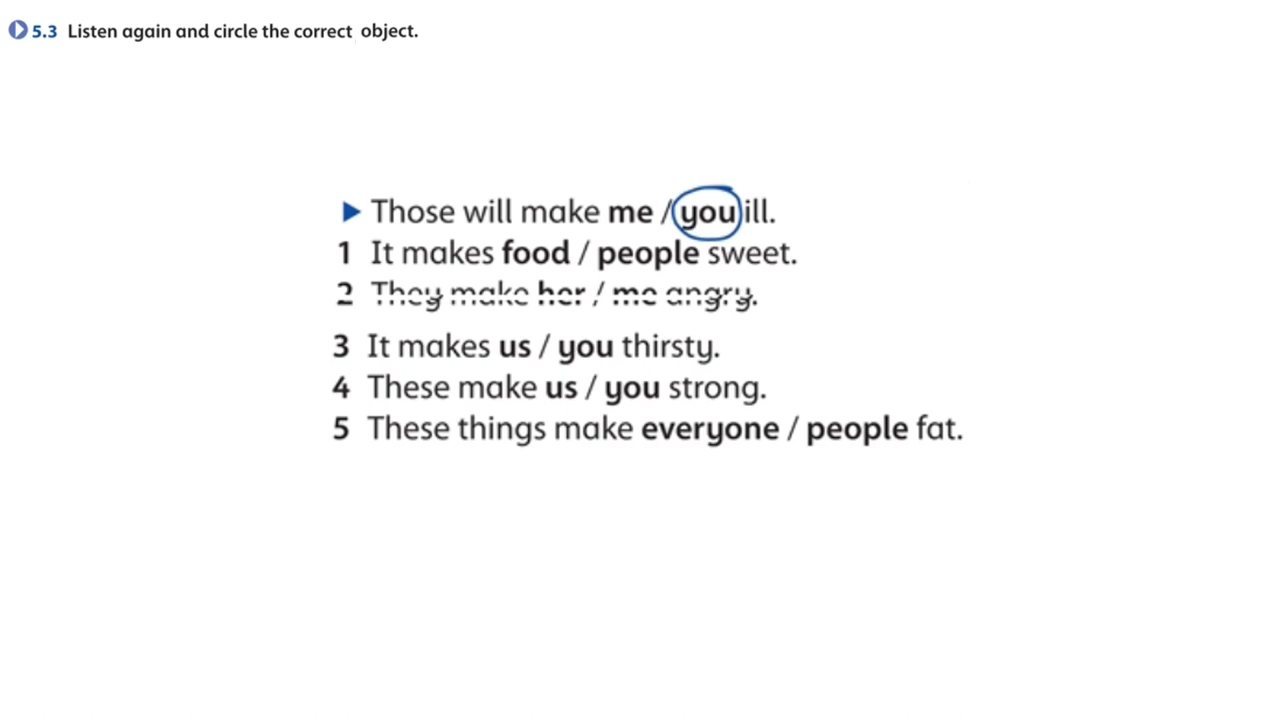 5.3 Listen again and circle the correct object.
▶ Those will make me / you ill.
1 It makes food / people sweet.
2 They make her / me angry.
3 It makes us / you thirsty.
4 These make us / you strong.
5 These things make everyone / people fat.